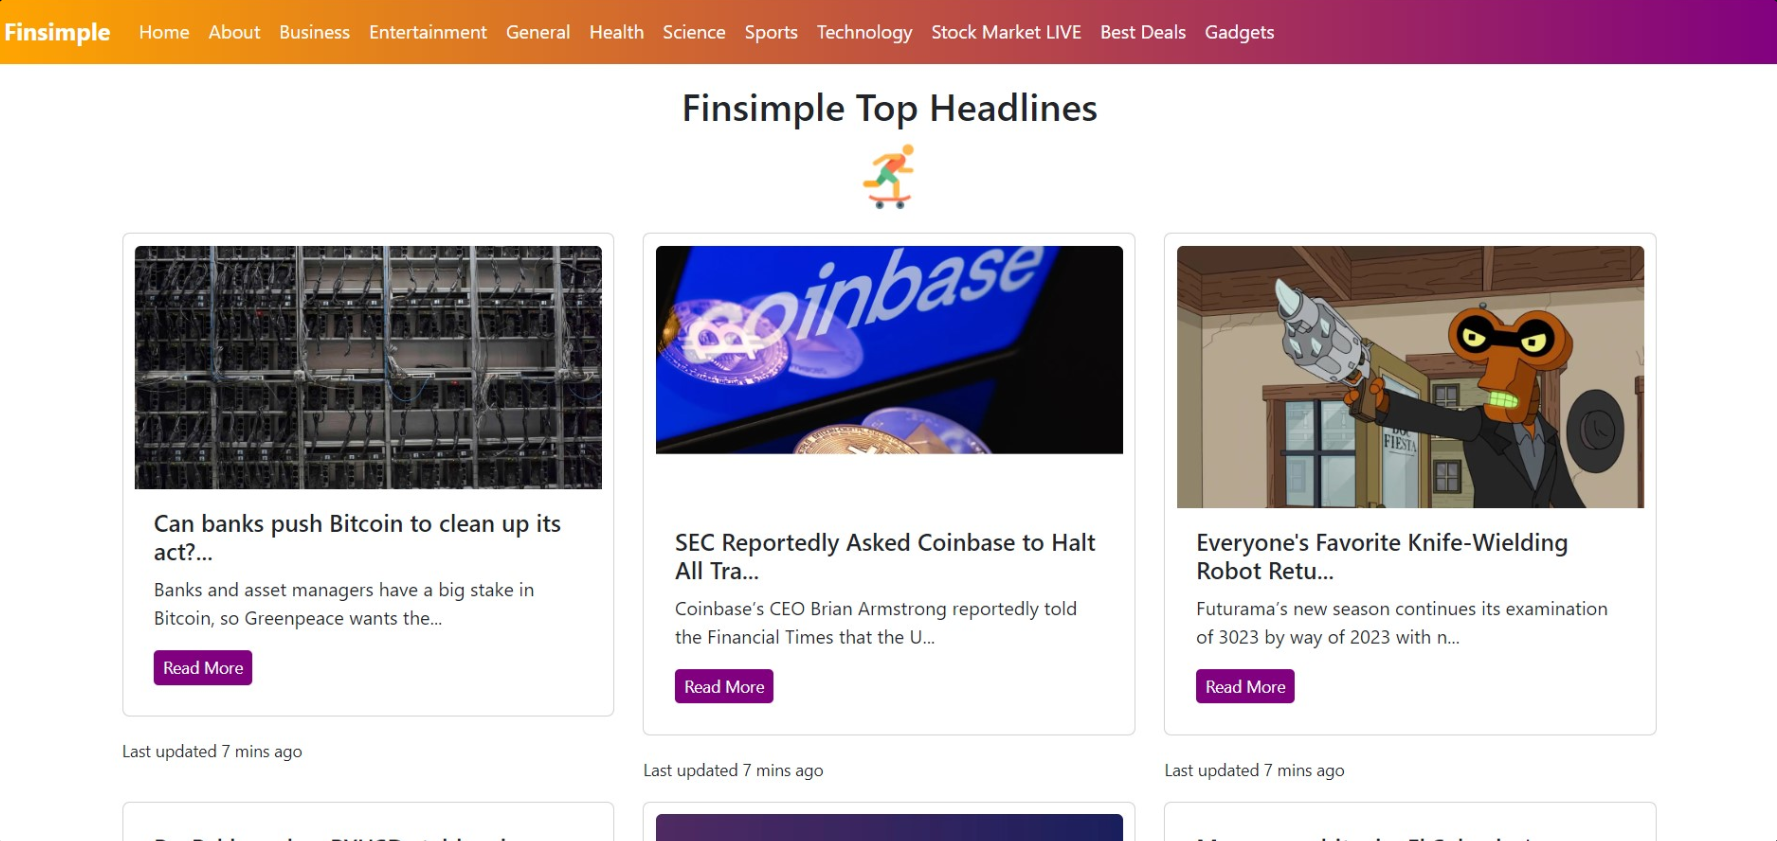 Finsimple Home About Business Entertainment General Health Science Sports Technology Stock Market LIVE Best Deals Gadgets
Finsimple Top Headlines
coinbase
FIESTA
Can banks push Bitcoin to clean up its
act?...
Banks and asset managers have a big stake in
Bitcoin, so Greenpeace wants the...
Read More
Last updated 7 mins ago
SEC Reportedly Asked Coinbase to Halt
All Tra...
Coinbase’s CEO Brian Armstrong reportedly told
the Financial Times that the U...
Read More
Last updated 7 mins ago
Everyone's Favorite Knife-Wielding
Robot Retu...
Futurama’s new season continues its examination
of 3023 by way of 2023 with n...
Read More
Last updated 7 mins ago